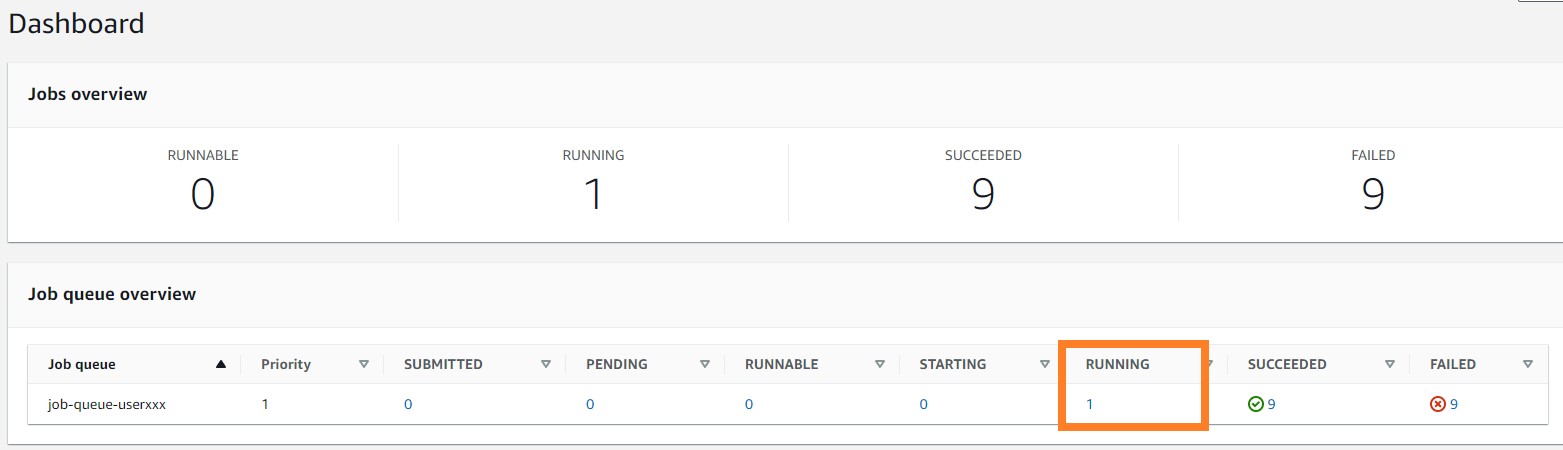 Dashboard
Jobs overview
RUNNABLE RUNNING SUCCEEDED FAILED
0 1 9 9
Job queue overview
Job queue Priority SUBMITTED PENDING RUNNABLE STARTING RUNNING SUCCEEDED FAILED
job-queue-userxxx 1 0 0 0 0 1 9 9